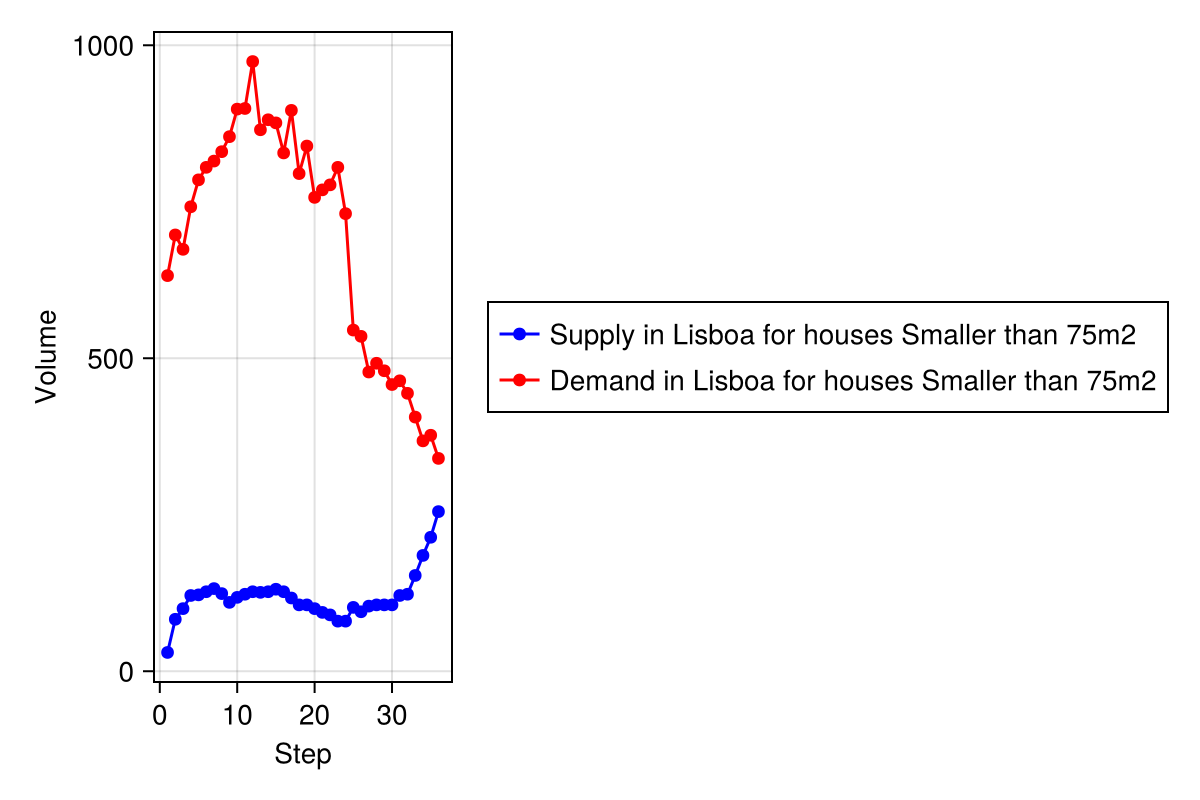 1000
500
0
Volume
0 10 20 30
Step
Supply in Lisboa for houses Smaller than 75m2
Demand in Lisboa for houses Smaller than 75m2